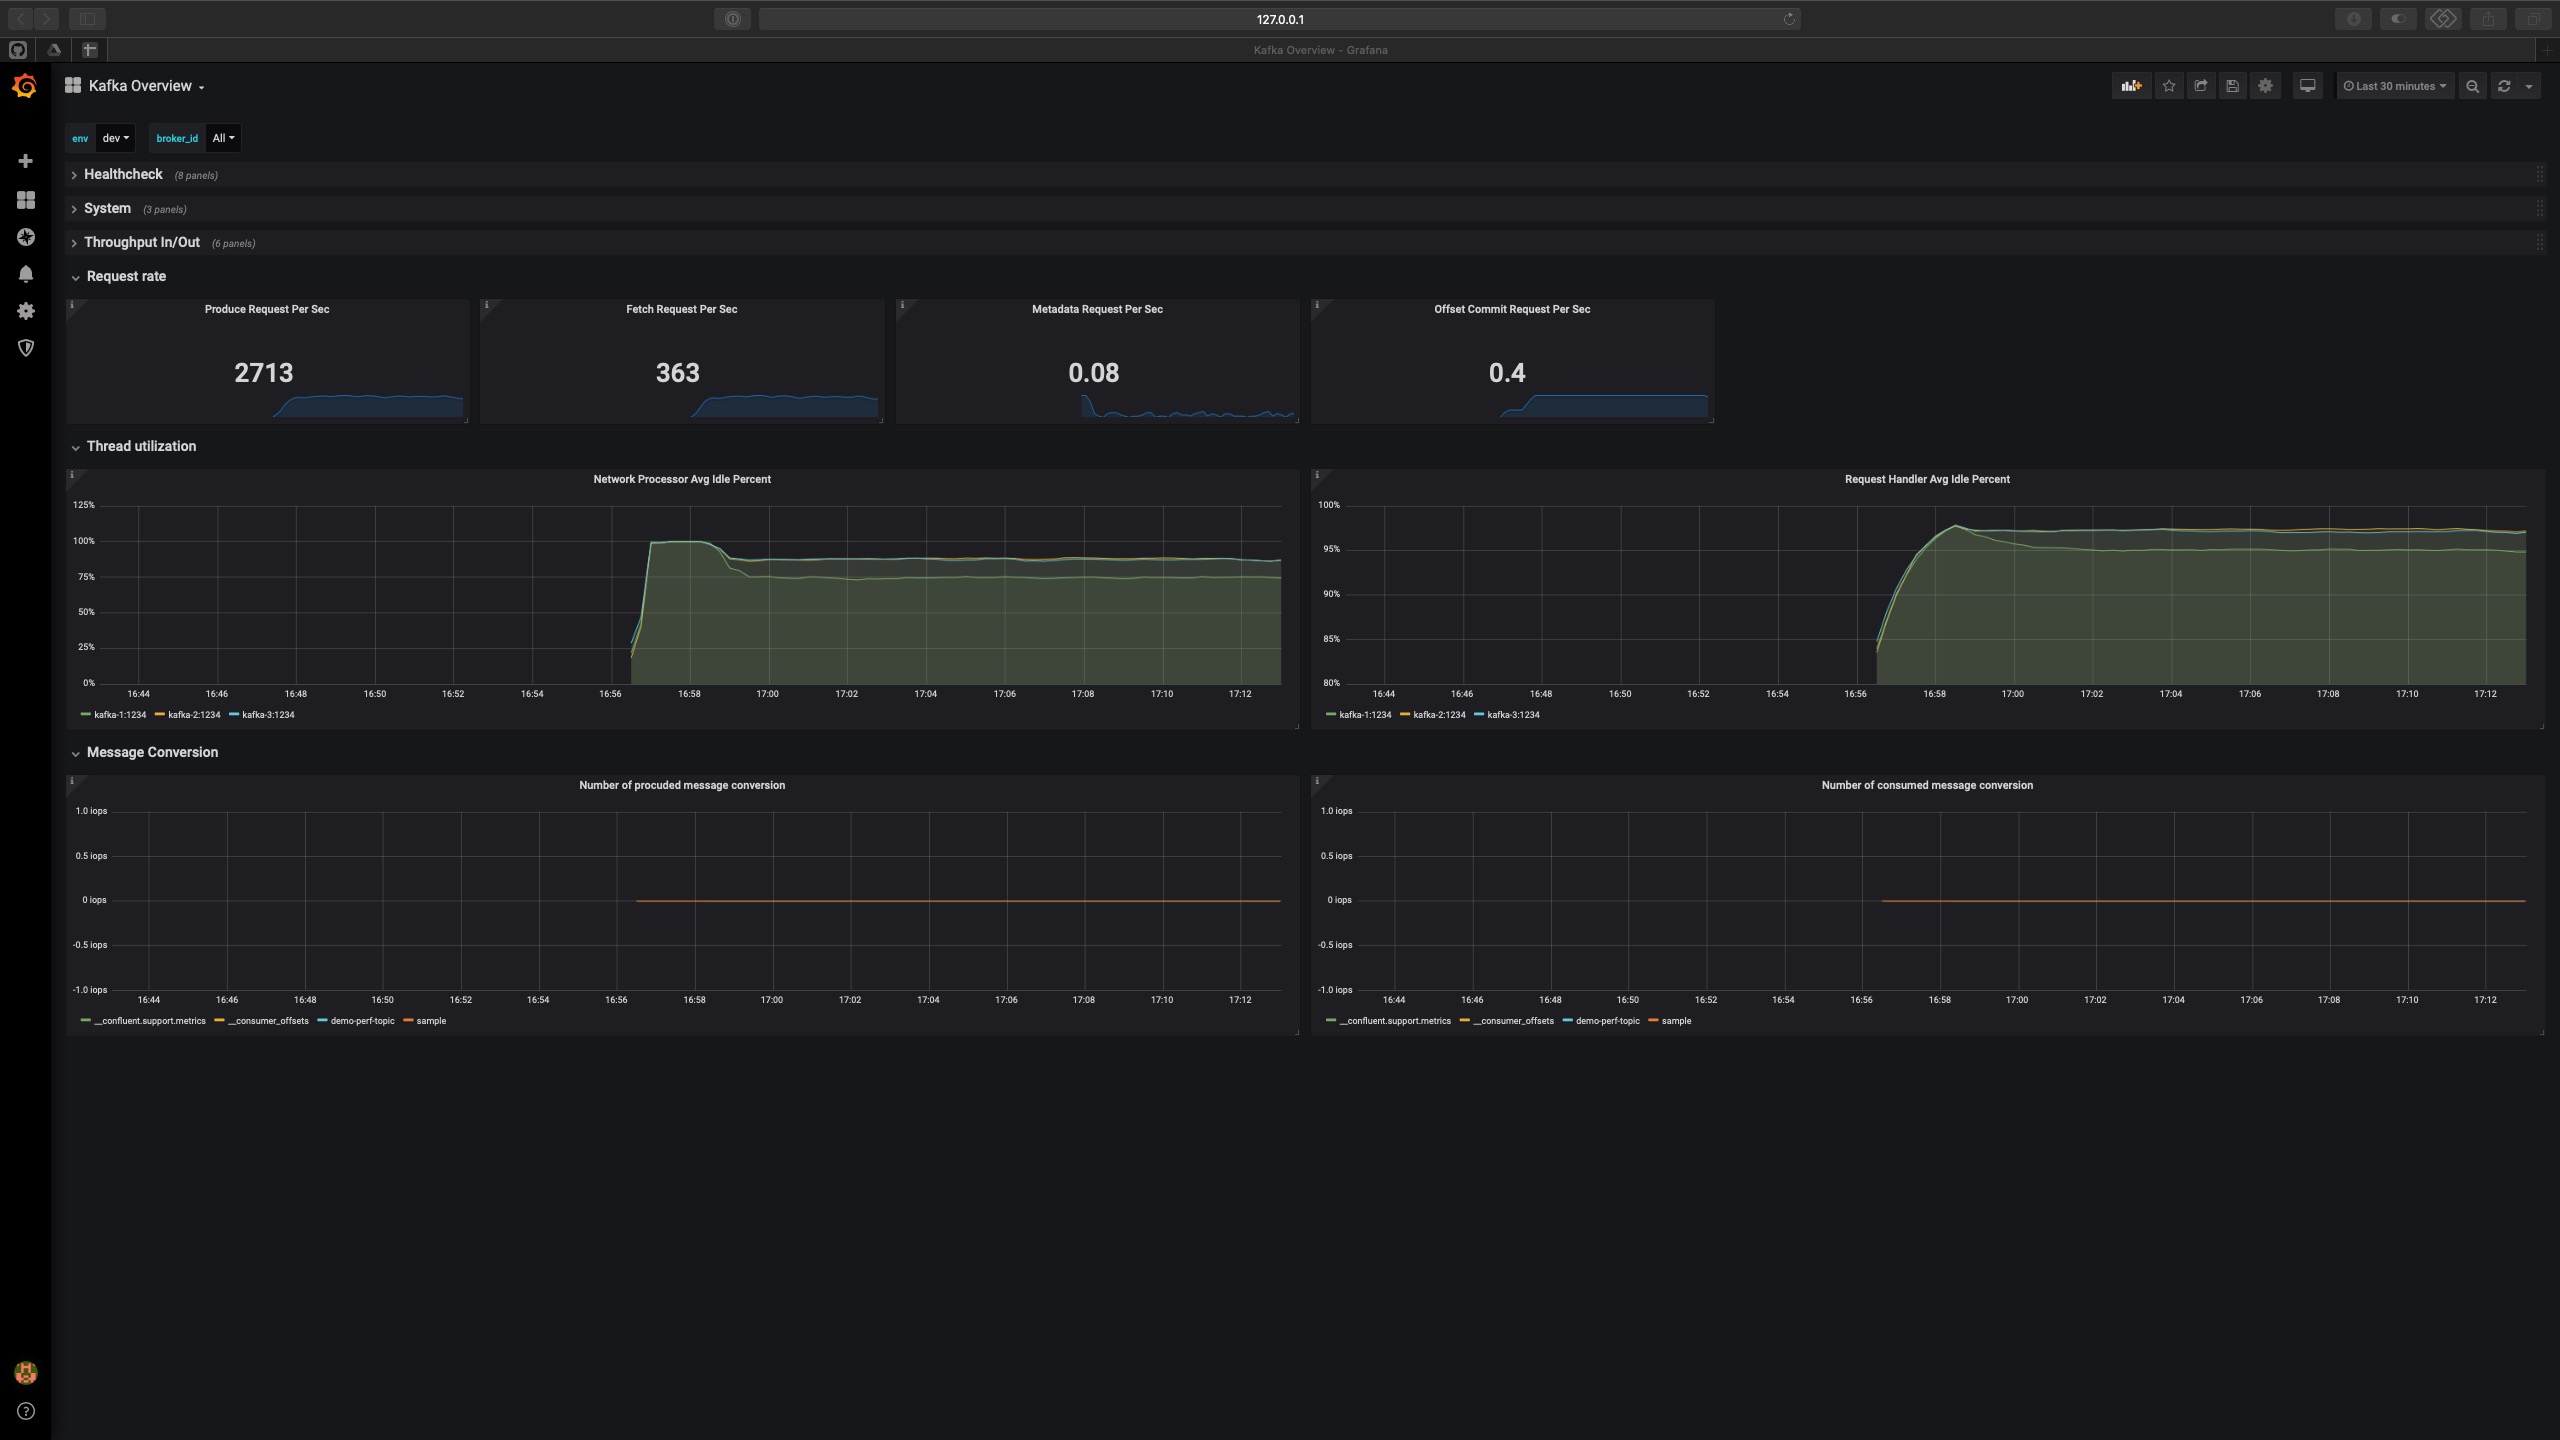 127.0.0.1
Kafka Overview - Grafana
Kafka Overview
Last 30 minutes
env dev broker_id All
Healthcheck (8 panels)
System (3 panels)
Throughput In/Out (6 panels)
Request rate
Produce Request Per Sec
2713
Fetch Request Per Sec
363
Metadata Request Per Sec
0.08
Offset Commit Request Per Sec
0.4
Thread utilization
Network Processor Avg Idle Percent
125%
100%
75%
50%
25%
0%
16:44 16:46 16:48 16:50 16:52 16:54 16:56 16:58 17:00 17:02 17:04 17:06 17:08 17:10 17:12
kafka-1:1234 kafka-2:1234 kafka-3:1234
Request Handler Avg Idle Percent
100%
95%
90%
85%
80%
16:44 16:46 16:48 16:50 16:52 16:54 16:56 16:58 17:00 17:02 17:04 17:06 17:08 17:10 17:12
kafka-1:1234 kafka-2:1234 kafka-3:1234
Message Conversion
Number of procuded message conversion
1.0 iops
0.5 iops
0 iops
-0.5 iops
-1.0 iops
16:44 16:46 16:48 16:50 16:52 16:54 16:56 16:58 17:00 17:02 17:04 17:06 17:08 17:10 17:12
__confluent.support.metrics __consumer_offsets demo-perf-topic sample
Number of consumed message conversion
1.0 iops
0.5 iops
0 iops
-0.5 iops
-1.0 iops
16:44 16:46 16:48 16:50 16:52 16:54 16:56 16:58 17:00 17:02 17:04 17:06 17:08 17:10 17:12
__confluent.support.metrics __consumer_offsets demo-perf-topic sample